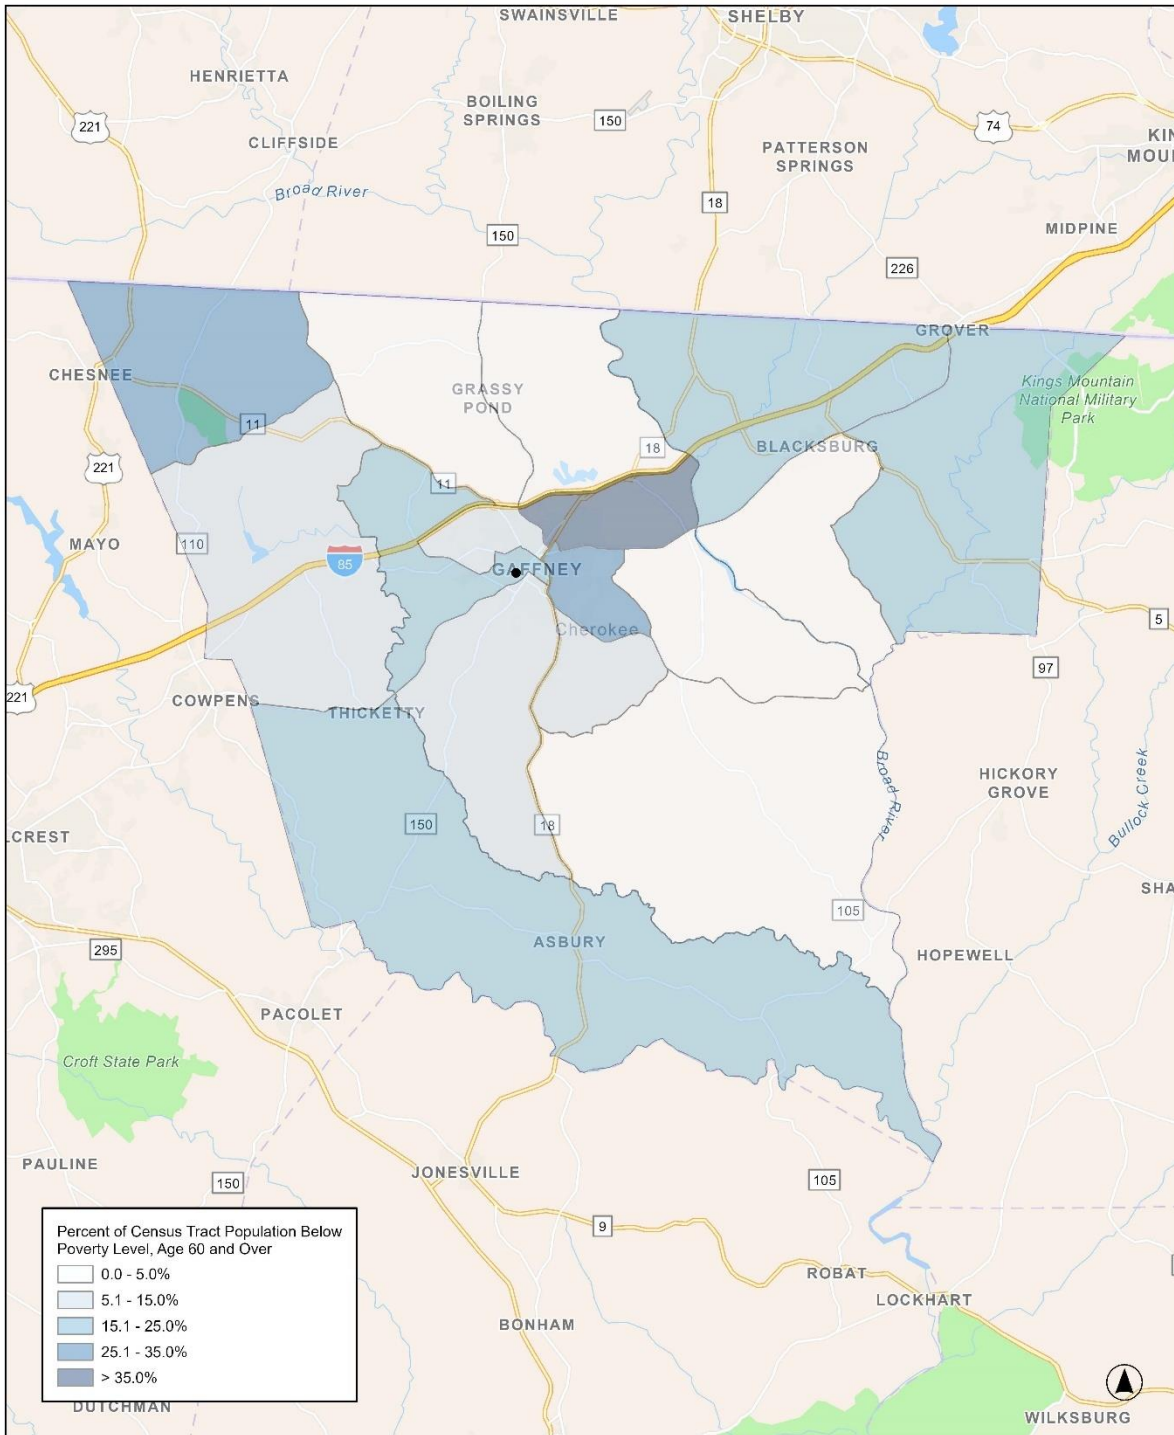 SWAINSVILLE
SHELBY
HENRIETTA
BOILING
SPRINGS
150
221
74
CLIFFSIDE
PATTERSON
SPRINGS
KIN
MOU
Broad River
18
MIDPINE
150
226
GROVER
CHESNEE
GRASSY
POND
Kings Mountain
National Military
Park
11
18
BLACKSBURG
221
11
MAYO
110
85
GAFFNEY
Cherokee
5
97
221
COWPENS
THICKETTY
Broad River
HICKORY
GROVE
Bullock Creek
150
18
LCREST
SHA
105
295
ASBURY
HOPEWELL
PACOLET
Croft State Park
PAULINE
150
JONESVILLE
105
9
ROBAT
LOCKHART
BONHAM
Percent of Census Tract Population Below
Poverty Level, Age 60 and Over
0.0 - 5.0%
5.1 - 15.0%
15.1 - 25.0%
25.1 - 35.0%
> 35.0%
DUTCHMAN
WILKSBURG